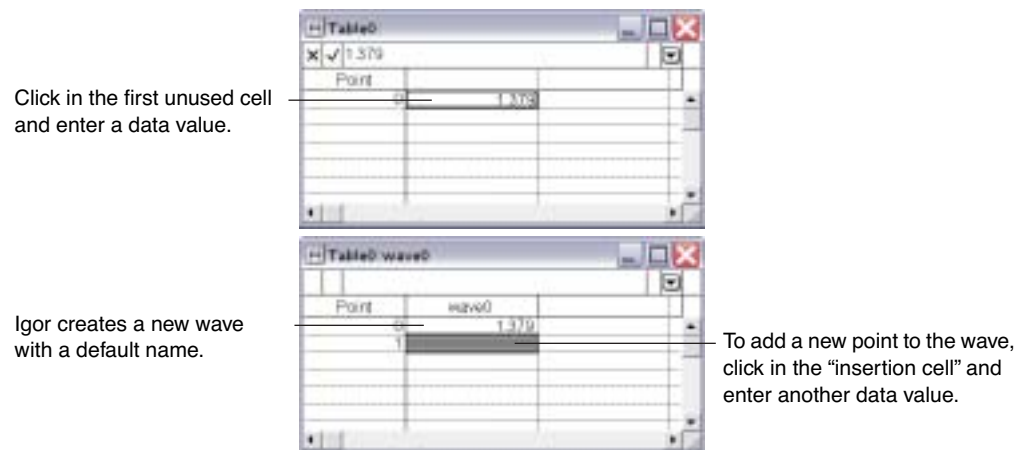 Table0
1.379
Point
Click in the first unused cell
and enter a data value.
0 1.379
Table0:wave0
Point wave0
Igor creates a new wave
with a default name.
0 1.379
1
To add a new point to the wave,
click in the “insertion cell” and
enter another data value.